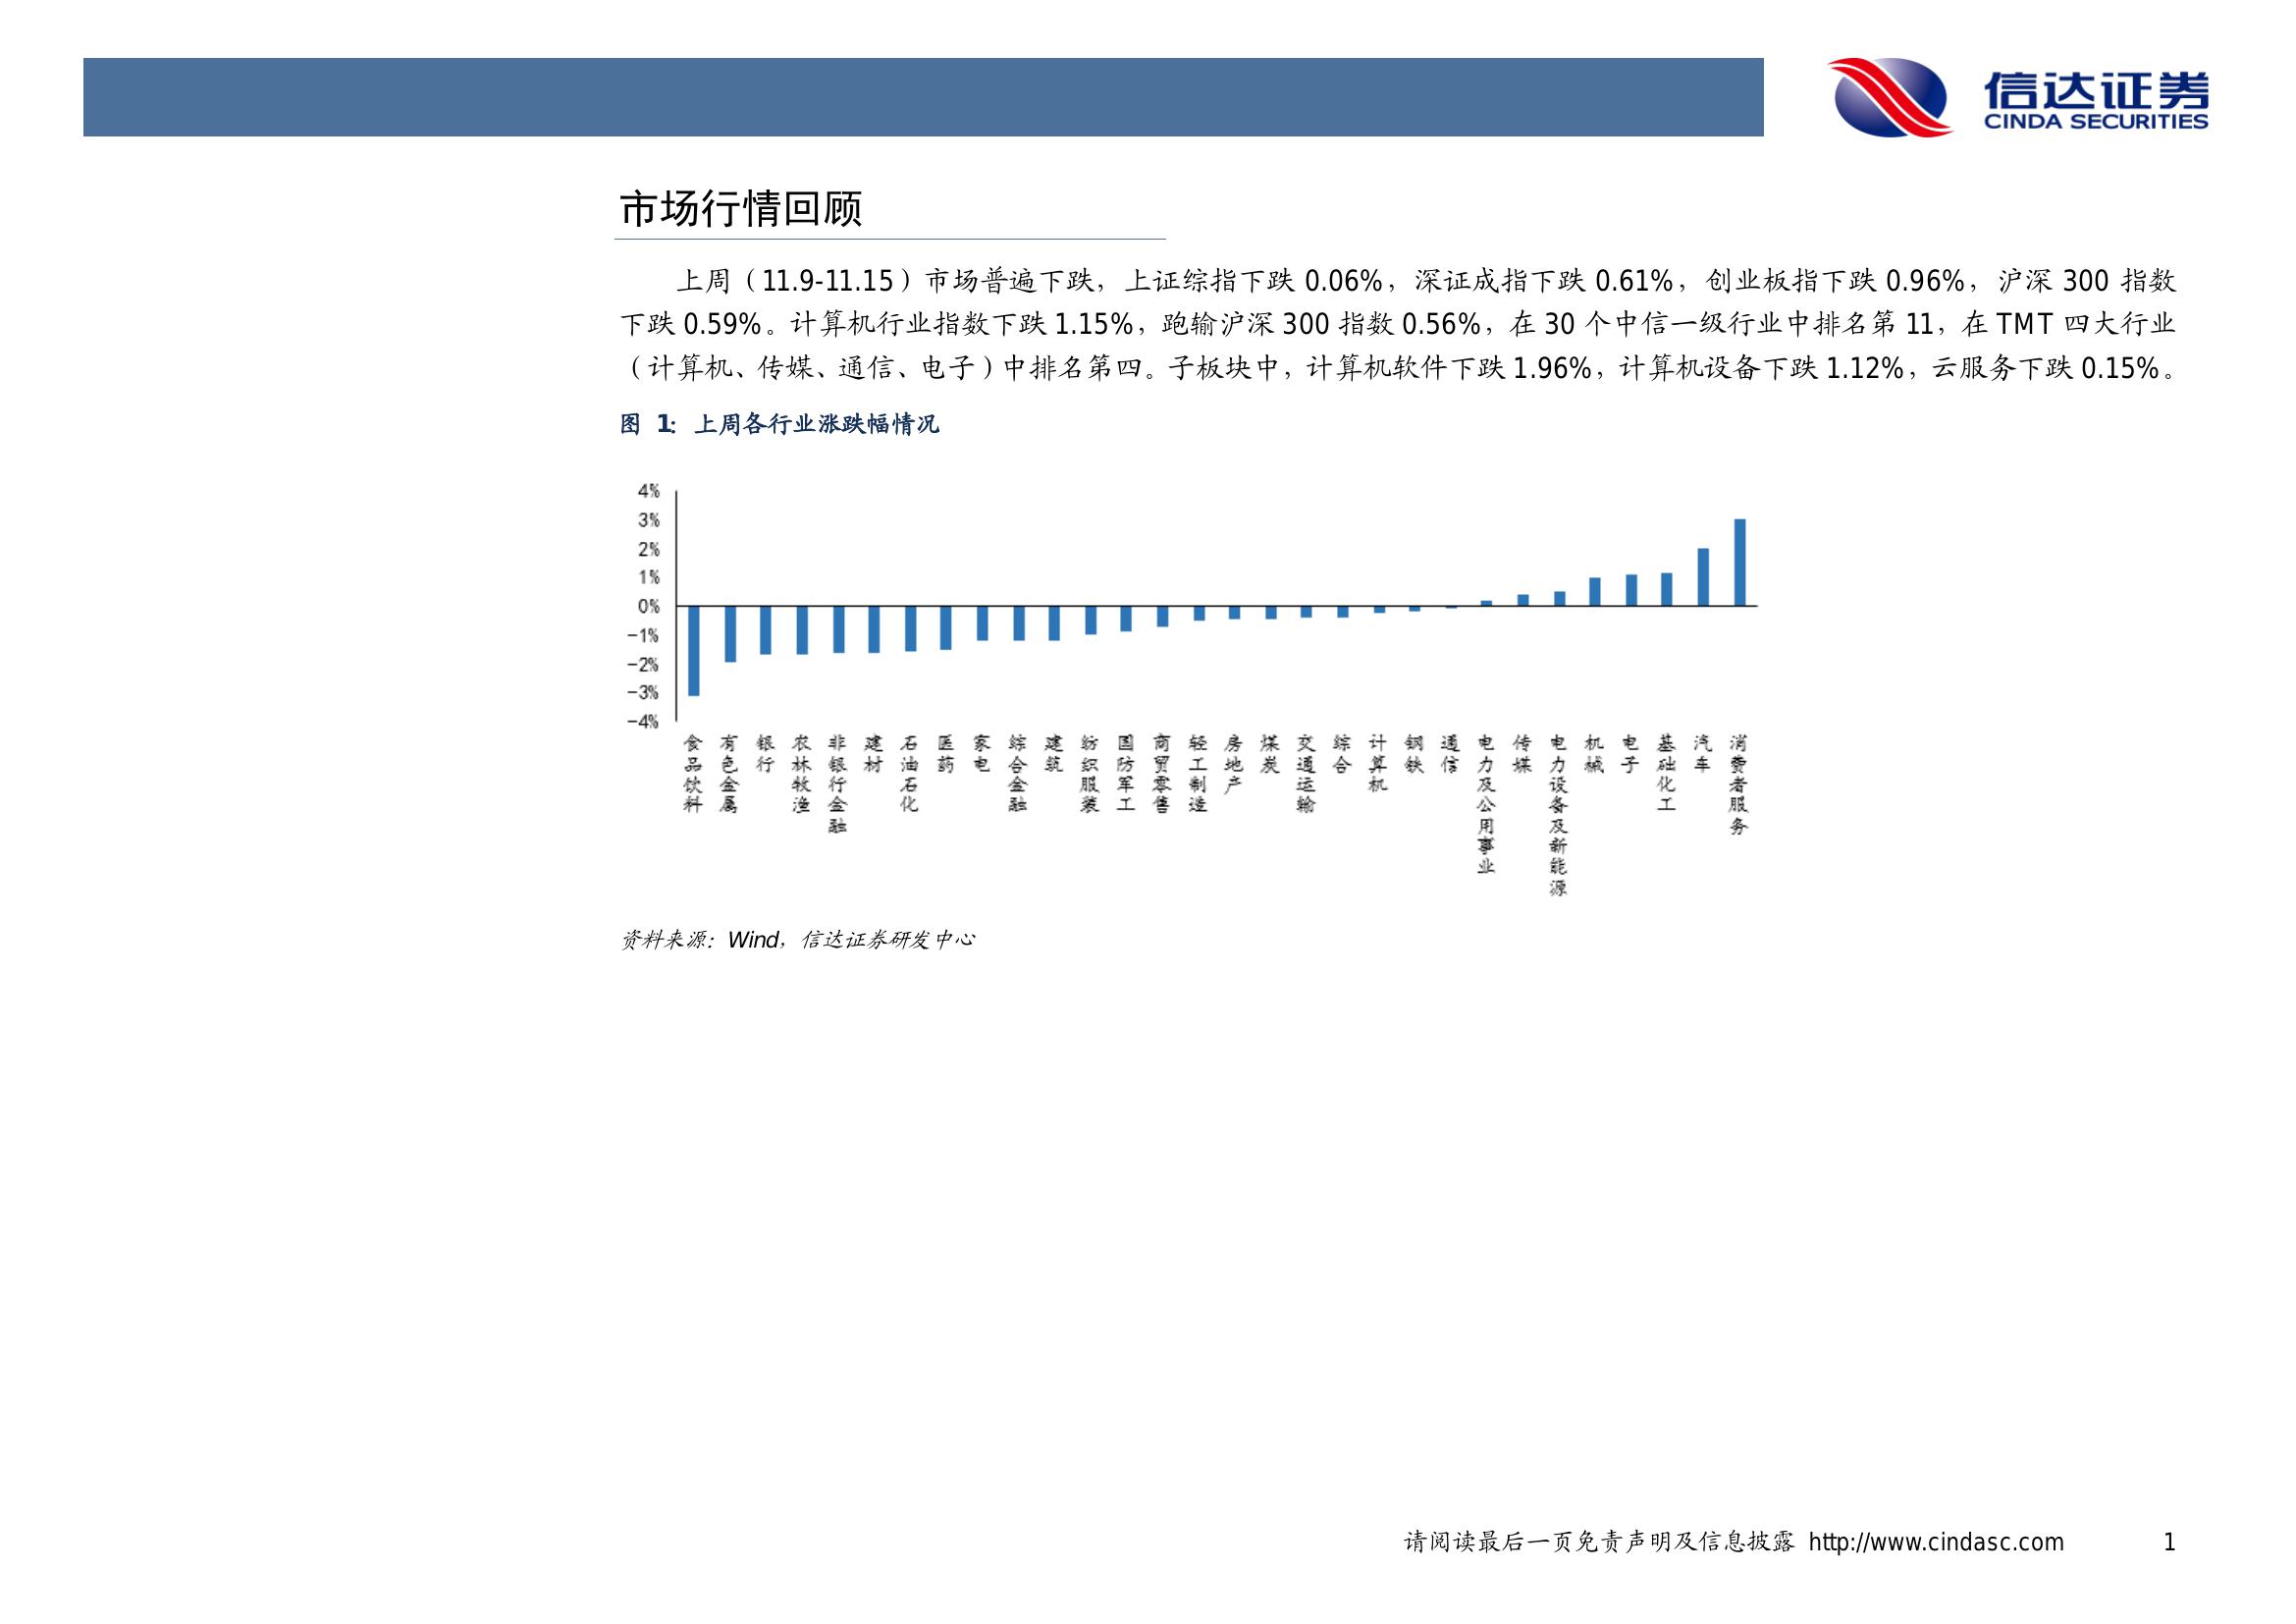 信达证券
CINDA SECURITIES
市场行情回顾
上周（11.9-11.15）市场普遍下跌，上证综指下跌 0.06%，深证成指下跌 0.61%，创业板指下跌 0.96%，沪深 300 指数
下跌 0.59%。计算机行业指数下跌 1.15%，跑输沪深 300 指数 0.56%，在 30 个中信一级行业中排名第 11，在 TMT 四大行业
（计算机、传媒、通信、电子）中排名第四。子板块中，计算机软件下跌 1.96%，计算机设备下跌 1.12%，云服务下跌 0.15%。
图 1：上周各行业涨跌幅情况
4%
3%
2%
1%
0%
-1%
-2%
-3%
-4%
食品饮料
有色金属
银行
农林牧渔
非银行金融
建材
石油石化
医药
家电
综合金融
建筑
纺织服装
国防军工
商贸零售
轻工制造
房地产
煤炭
交通运输
综合
计算机
钢铁
通信
电力及公用事业
传媒
电力设备及新能源
机械
电子
基础化工
汽车
消费者服务
资料来源：Wind，信达证券研发中心
请阅读最后一页免责声明及信息披露 http://www.cindasc.com 1